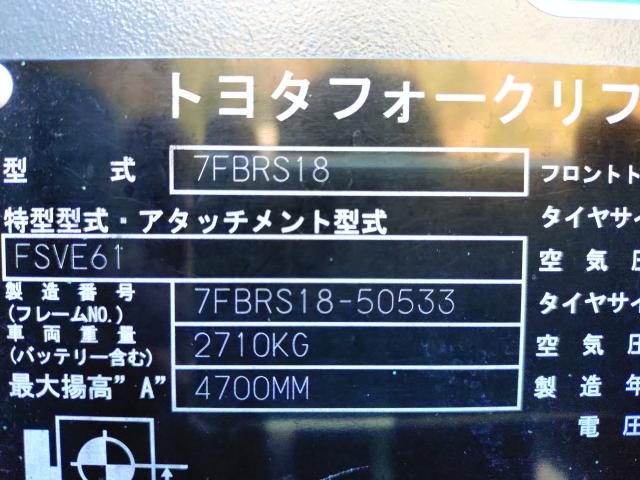 トヨタフォークリフ
型 式 7FBRS18 フロントト
特型型式・アタッチメント型式 タイヤサ
FSVE61 空気圧
製造番号 7FBRS18-50533 タイヤサイ
(フレームNO.)
車両重量 2710KG 空気圧
(バッテリー含む)
最大揚高"A" 4700MM 製造年
電圧